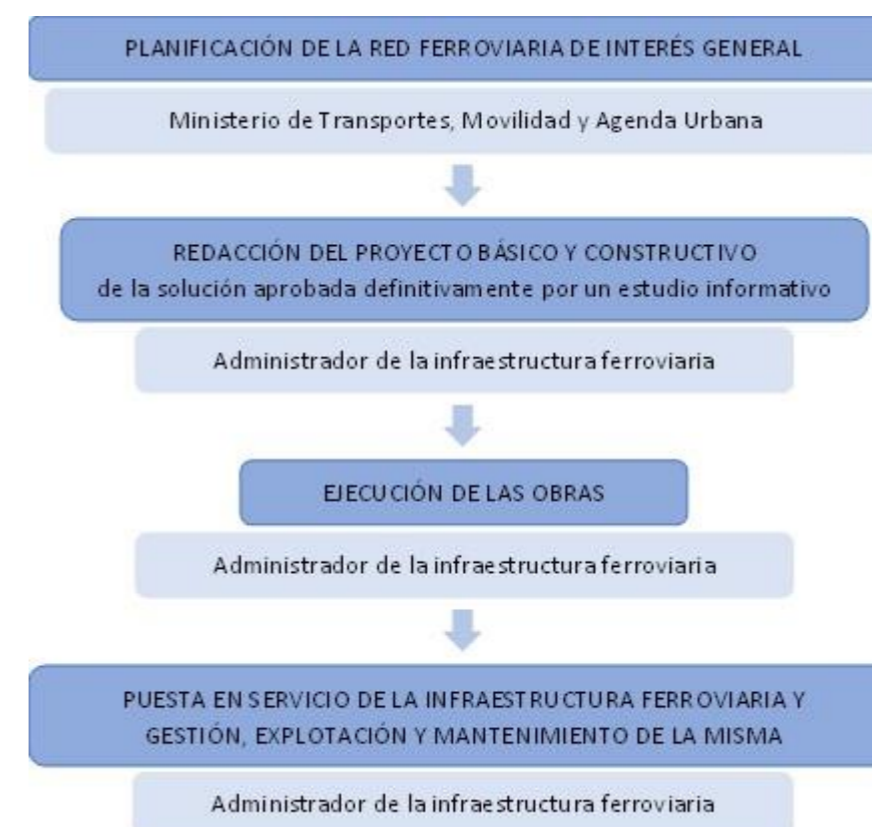 PLANIFICACIÓN DE LA RED FERROVIARIA DE INTERÉS GENERAL
Ministerio de Transportes, Movilidad y Agenda Urbana
REDACCIÓN DEL PROYECTO BÁSICO Y CONSTRUCTIVO
de la solución aprobada definitivamente por un estudio informativo
Administrador de la infraestructura ferroviaria
EJECUCIÓN DE LAS OBRAS
Administrador de la infraestructura ferroviaria
PUESTA EN SERVICIO DE LA INFRAESTRUCTURA FERROVIARIA Y
GESTIÓN, EXPLOTACIÓN Y MANTENIMIENTO DE LA MISMA
Administrador de la infraestructura ferroviaria